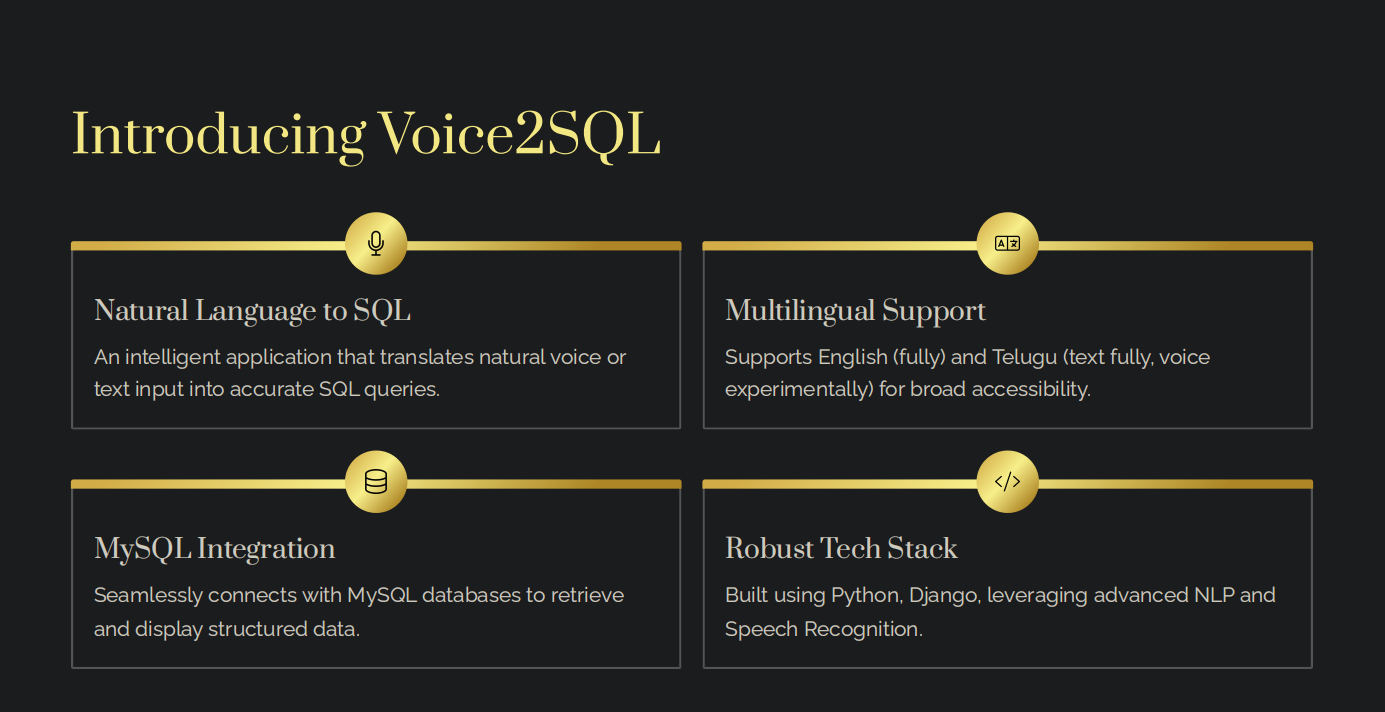 Introducing Voice2SQL
Natural Language to SQL
An intelligent application that translates natural voice or
text input into accurate SQL queries.
Multilingual Support
Supports English (fully) and Telugu (text fully, voice
experimentally) for broad accessibility.
MySQL Integration
Seamlessly connects with MySQL databases to retrieve
and display structured data.
Robust Tech Stack
Built using Python, Django, leveraging advanced NLP and
Speech Recognition.